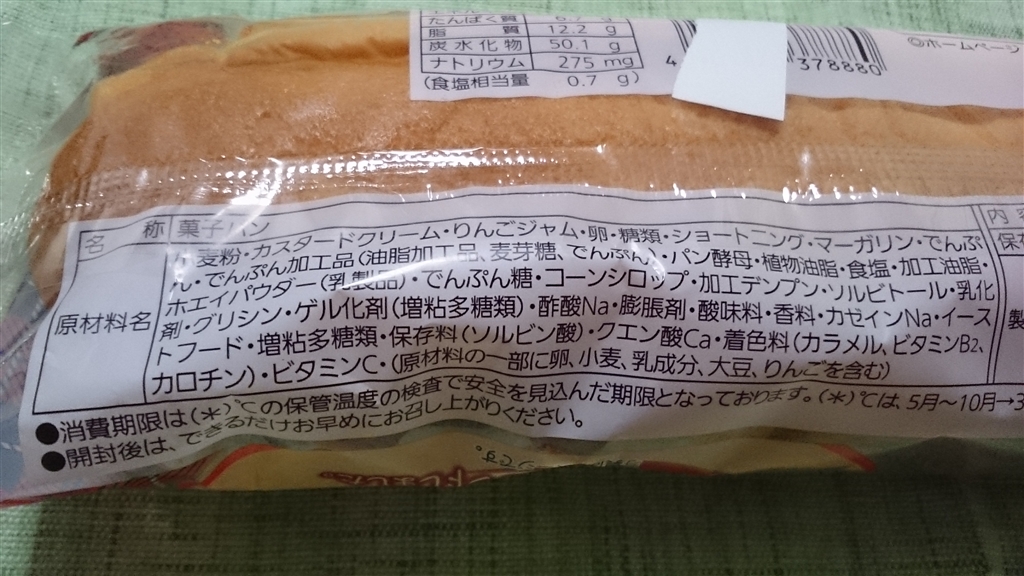 たんぱく質
脂質 12.2 g
炭水化物 50.1 g
ナトリウム 275 mg
(食塩相当量 0.7 g)
4
378880
◎ホームページ
名称 菓子パン
原材料名
小麦粉・カスタードクリーム・りんごジャム・卵・糖類・ショートニング・マーガリン・でんぷ
ん・でんぷん加工品(油脂加工品、麦芽糖、でんぷん)・パン酵母・植物油脂・食塩・加工油脂・
ホエイパウダー(乳製品)・でんぷん糖・コーンシロップ・加工デンプン・ソルビトール・乳化
剤・グリシン・ゲル化剤(増粘多糖類)・酢酸Na・膨脹剤・酸味料・香料・カゼインNa・イース
トフード・増粘多糖類・保存料(ソルビン酸)・クエン酸Ca・着色料(カラメル、ビタミンB2、
カロチン)・ビタミンC・(原材料の一部に卵、小麦、乳成分、大豆、りんごを含む)
内
保存
製
●消費期限は(*)℃の保管温度の検査で安全を見込んだ期限となっております。(*)℃は、5月〜10月→3
●開封後は、できるだけお早めにお召し上がりください。
です。
しました